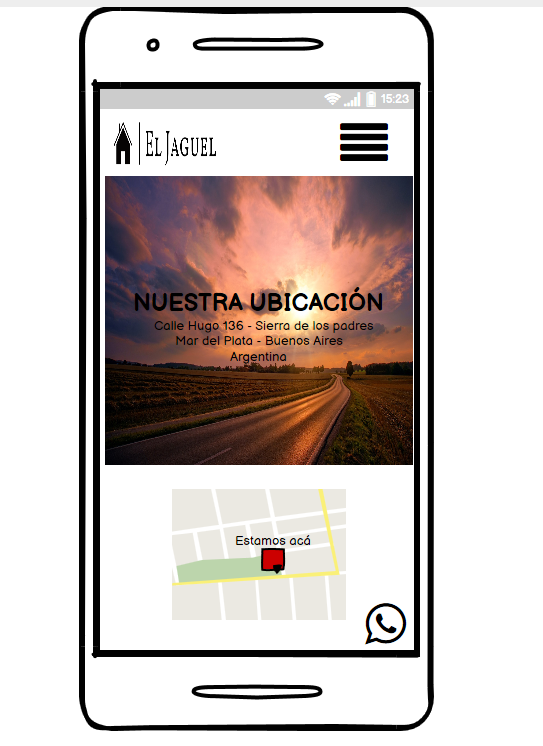 15:23
EL JAGUEL
NUESTRA UBICACIÓN
Calle Hugo 136 - Sierra de los padres
Mar del Plata - Buenos Aires
Argentina
Estamos acá